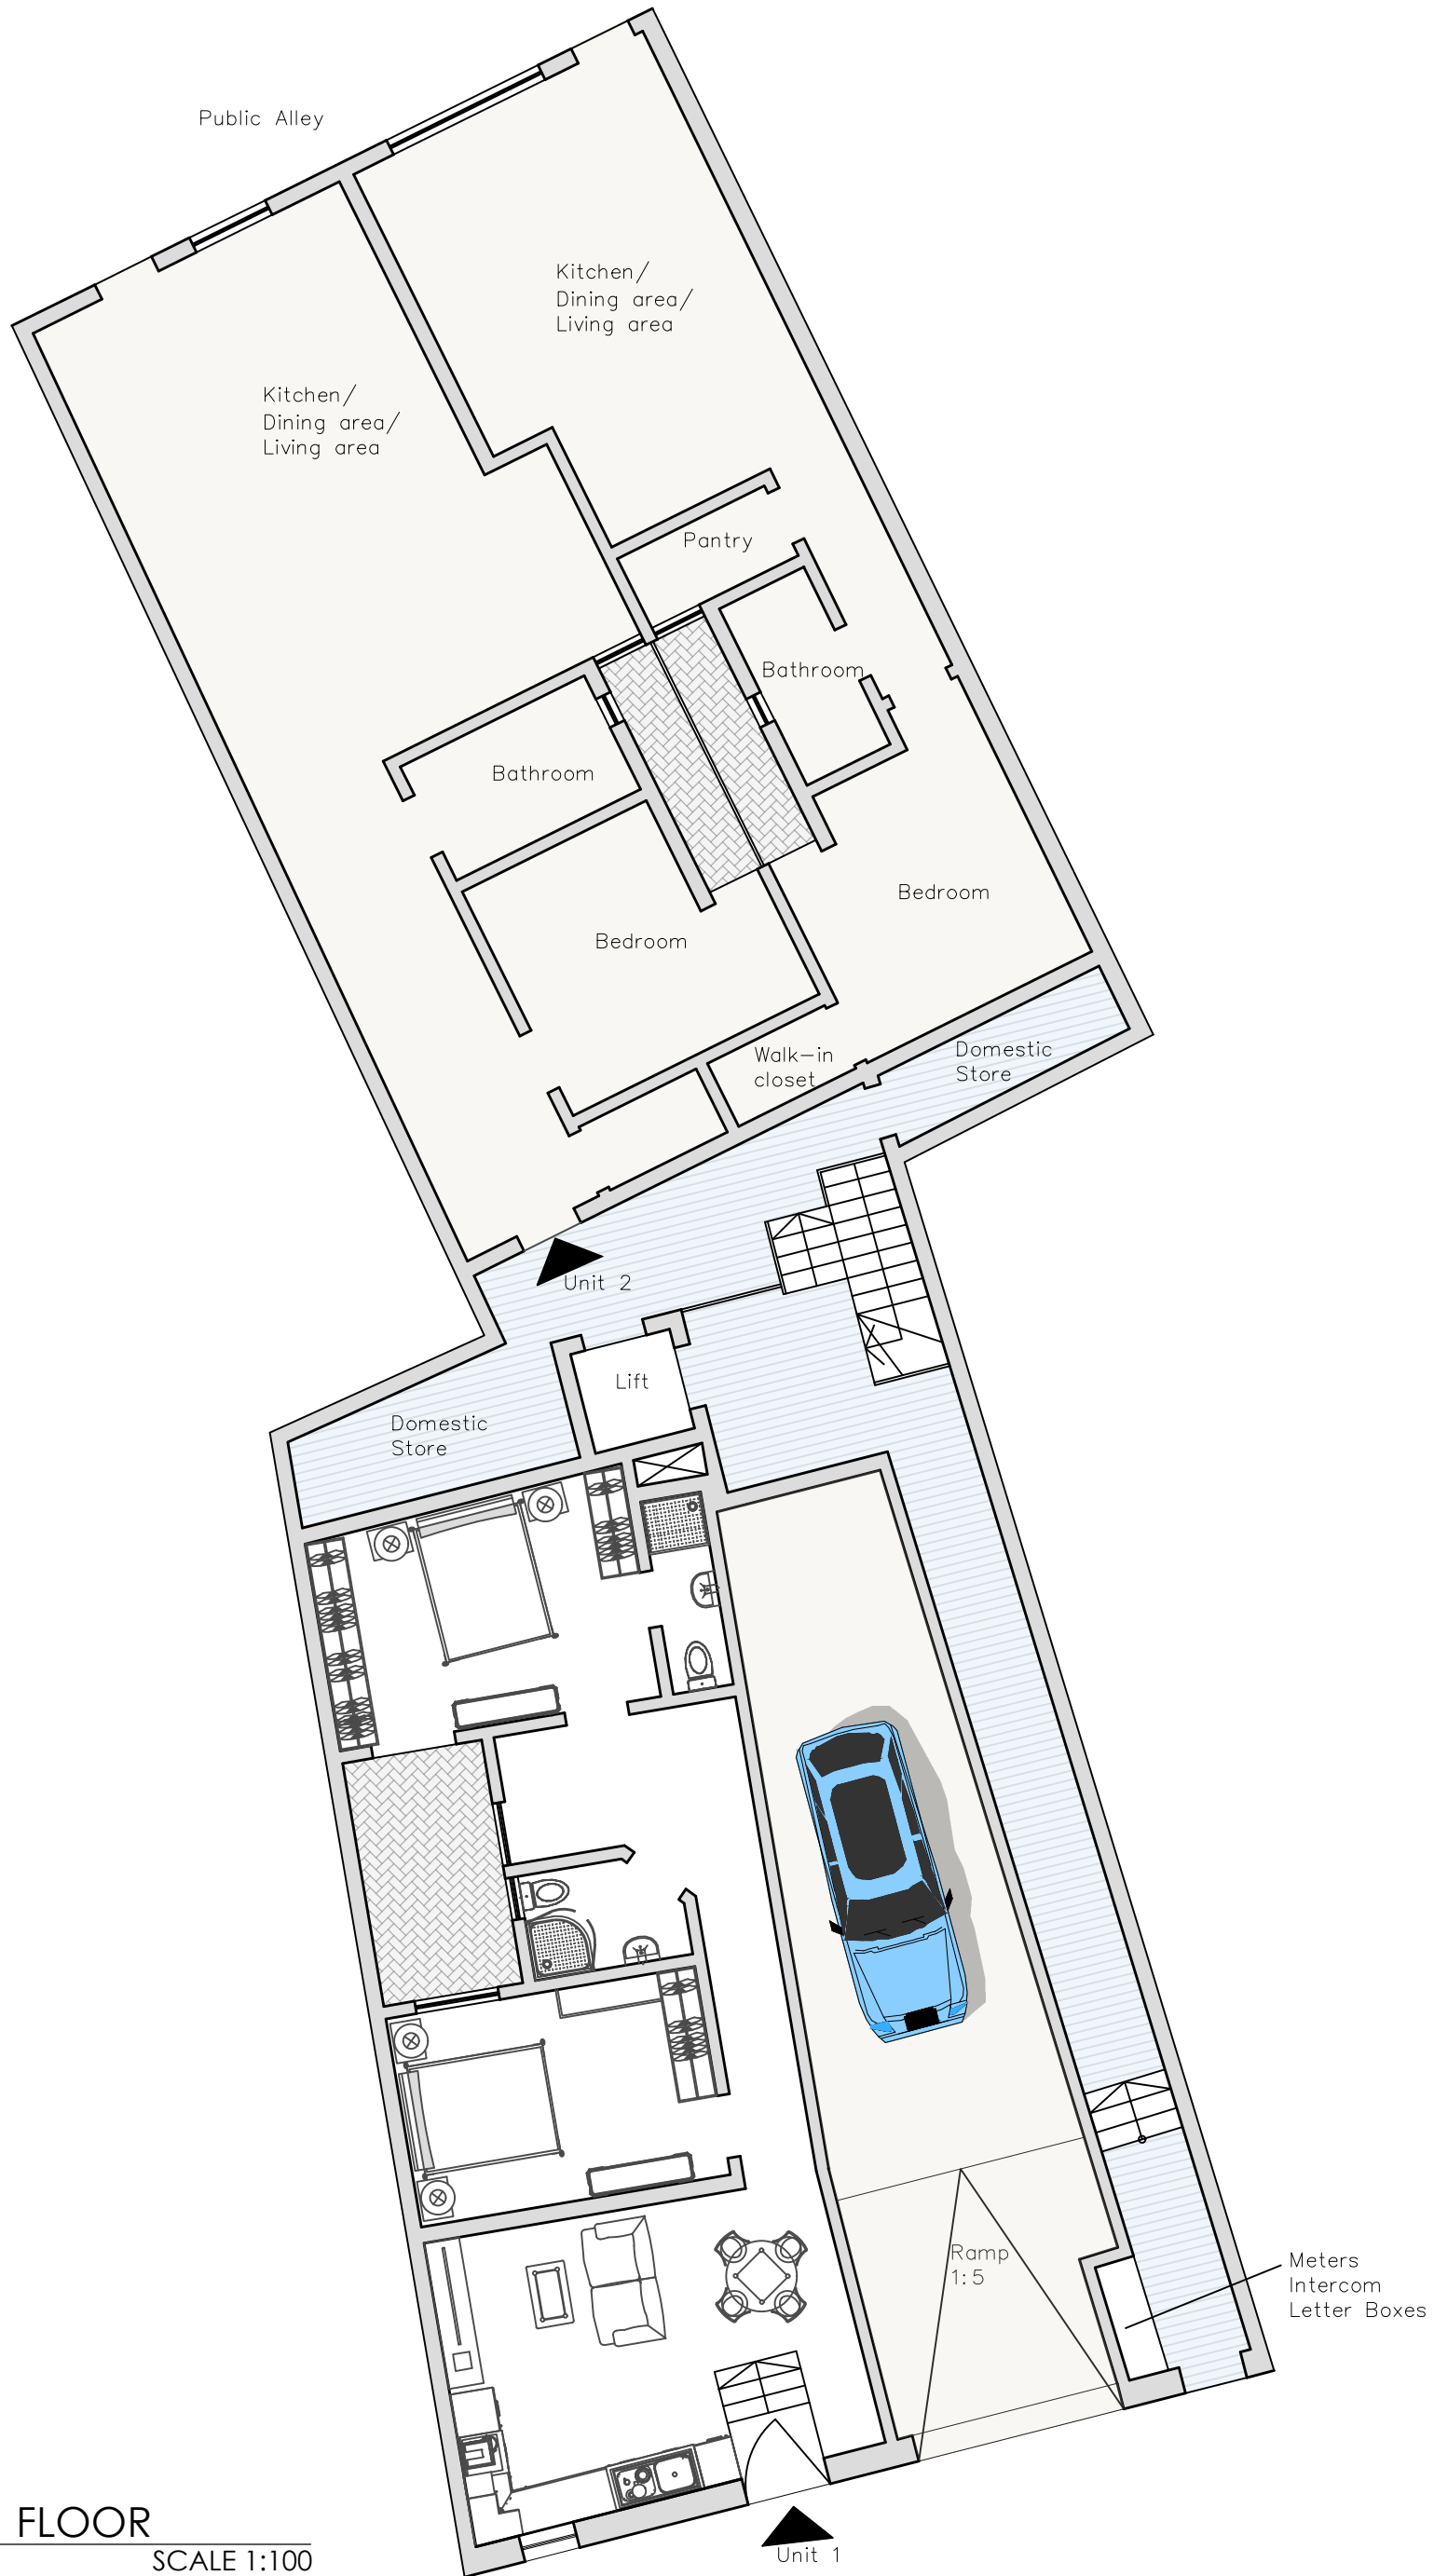 Public Alley
Kitchen/
Dining area/
Living area
Kitchen/
Dining area/
Living area
Pantry
Bathroom
Bathroom
Bedroom
Bedroom
Walk-in
closet
Domestic
Store
Unit 2
Lift
Domestic
Store
Ramp
1:5
Meters
Intercom
Letter Boxes
FLOOR
SCALE 1:100
Unit 1